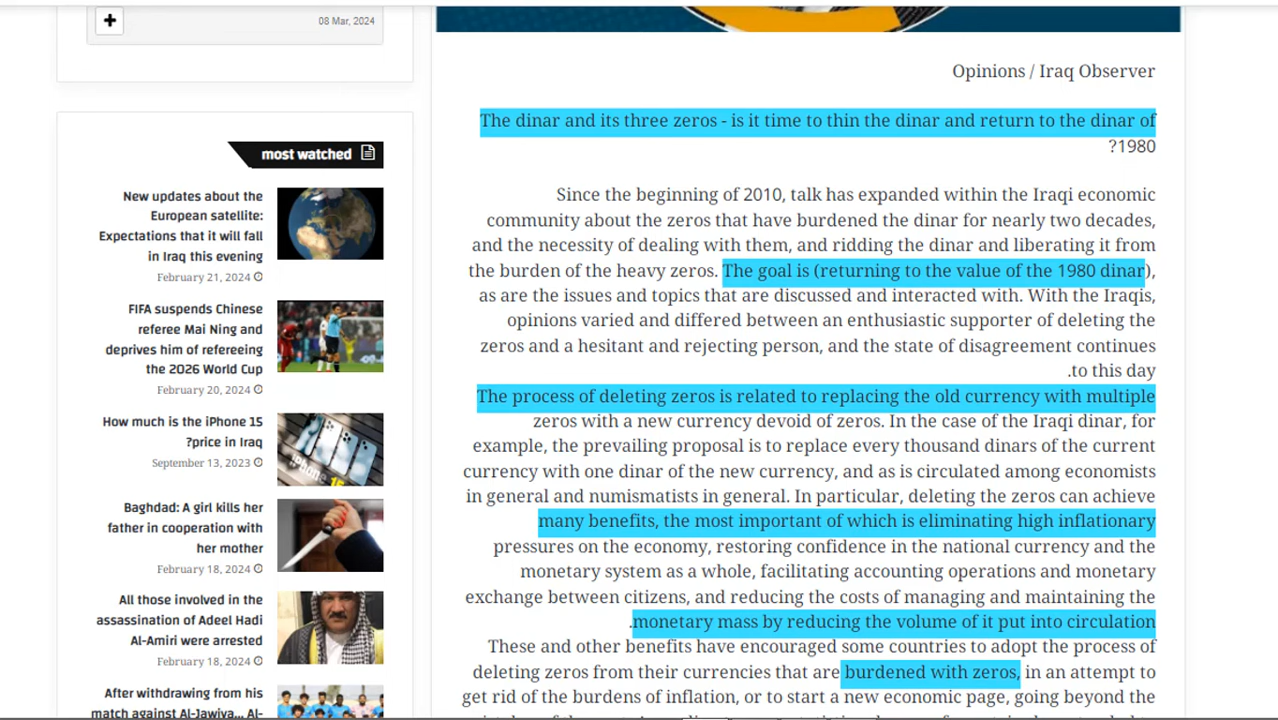 08 Mar, 2024
most watched
New updates about the
European satellite:
Expectations that it will fall
in Iraq this evening
February 21, 2024
FIFA suspends Chinese
referee Mai Ning and
deprives him of refereeing
the 2026 World Cup
February 20, 2024
How much is the iPhone 15
?price in Iraq
September 13, 2023
iPhone 15
Baghdad: A girl kills her
father in cooperation with
her mother
February 18, 2024
All those involved in the
assassination of Adeel Hadi
Al-Amiri were arrested
February 18, 2024
After withdrawing from his
match against Al-Jawiya... Al-
Opinions / Iraq Observer
The dinar and its three zeros - is it time to thin the dinar and return to the dinar of
?1980
Since the beginning of 2010, talk has expanded within the Iraqi economic
community about the zeros that have burdened the dinar for nearly two decades,
and the necessity of dealing with them, and ridding the dinar and liberating it from
the burden of the heavy zeros. The goal is (returning to the value of the 1980 dinar),
as are the issues and topics that are discussed and interacted with. With the Iraqis,
opinions varied and differed between an enthusiastic supporter of deleting the
zeros and a hesitant and rejecting person, and the state of disagreement continues
.to this day
The process of deleting zeros is related to replacing the old currency with multiple
zeros with a new currency devoid of zeros. In the case of the Iraqi dinar, for
example, the prevailing proposal is to replace every thousand dinars of the current
currency with one dinar of the new currency, and as is circulated among economists
in general and numismatists in general. In particular, deleting the zeros can achieve
many benefits, the most important of which is eliminating high inflationary
pressures on the economy, restoring confidence in the national currency and the
monetary system as a whole, facilitating accounting operations and monetary
exchange between citizens, and reducing the costs of managing and maintaining the
.monetary mass by reducing the volume of it put into circulation
These and other benefits have encouraged some countries to adopt the process of
deleting zeros from their currencies that are burdened with zeros, in an attempt to
get rid of the burdens of inflation, or to start a new economic page, going beyond the